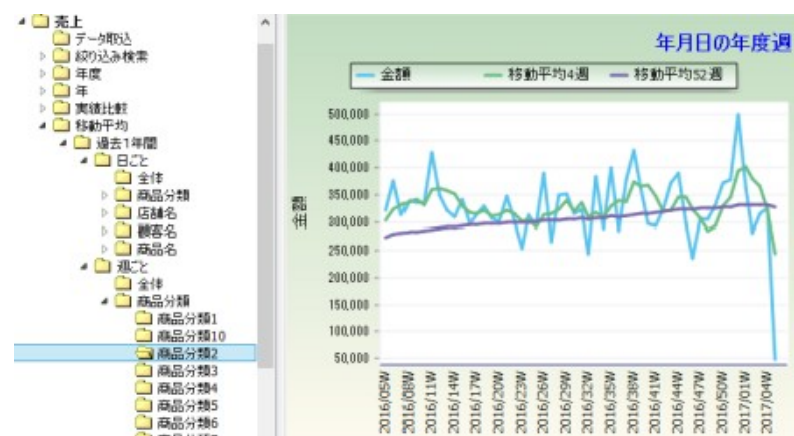 売上
データ取込
絞り込み検索
年度
年
実績比較
移動平均
過去1年間
日ごと
全体
商品分類
店舗名
顧客名
商品名
週ごと
全体
商品分類
商品分類1
商品分類10
商品分類2
商品分類3
商品分類4
商品分類5
商品分類6
年月日の年度週
金額 移動平均4週 移動平均52週
金額
500,000
450,000
400,000
350,000
300,000
250,000
200,000
150,000
100,000
50,000
2016/05W
2016/08W
2016/11W
2016/14W
2016/17W
2016/20W
2016/23W
2016/26W
2016/29W
2016/32W
2016/35W
2016/38W
2016/41W
2016/44W
2016/47W
2016/50W
2017/01W
2017/04W